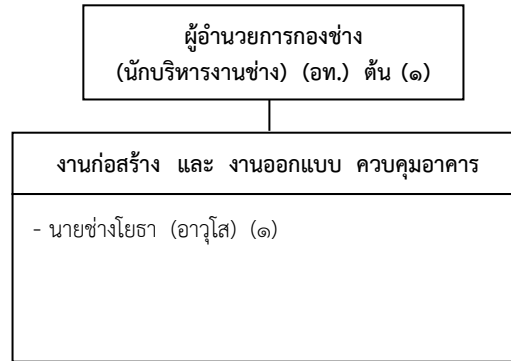 ผู้อำนวยการกองช่าง
(นักบริหารงานช่าง) (อท.) ต้น (๑)
งานก่อสร้าง และ งานออกแบบ ควบคุมอาคาร
- นายช่างโยธา (อาวุโส) (๑)